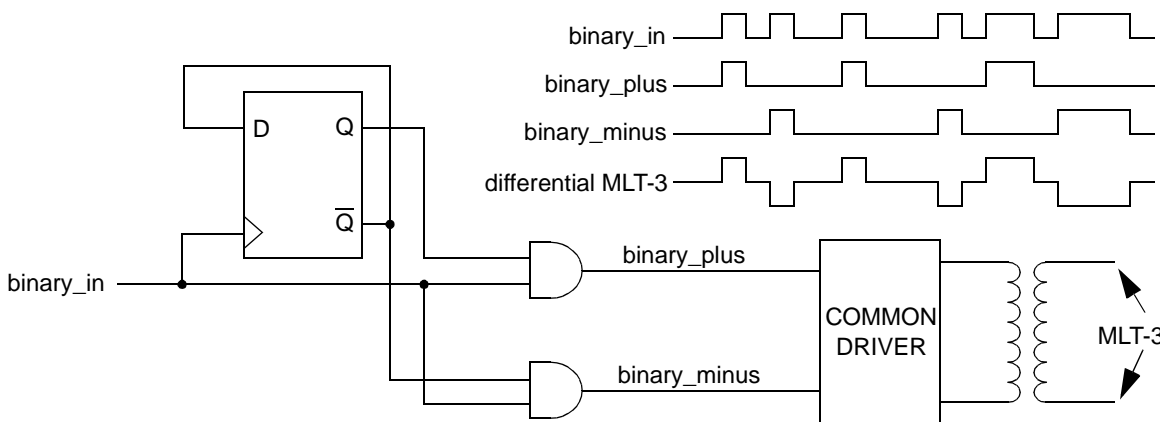 binary_in
binary_plus
binary_minus
differential MLT-3
D
Q
Q̅
binary_in
binary_plus
binary_minus
COMMON
DRIVER
MLT-3